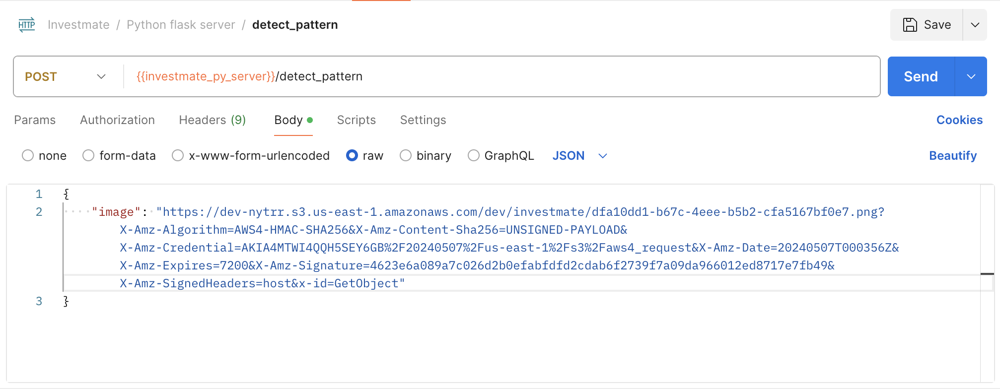 HTTP Investmate / Python flask server / detect_pattern Save
POST {{investmate_py_server}}/detect_pattern Send
Params Authorization Headers (9) Body Scripts Settings Cookies
none form-data x-www-form-urlencoded raw binary GraphQL JSON Beautify
1 {
2 "image": "https://dev-nytrr.s3.us-east-1.amazonaws.com/dev/investmate/dfa10dd1-b67c-4eee-b5b2-cfa5167bf0e7.png?
X-Amz-Algorithm=AWS4-HMAC-SHA256&X-Amz-Content-Sha256=UNSIGNED-PAYLOAD&
X-Amz-Credential=AKIA4MTWI4QQH5SEY6GB%2F20240507%2Fus-east-1%2Fs3%2Faws4_request&X-Amz-Date=20240507T000356Z&
X-Amz-Expires=7200&X-Amz-Signature=4623e6a089a7c026d2b0efabfdfd2cdab6f2739f7a09da966012ed8717e7fb49&
X-Amz-SignedHeaders=host&x-id=GetObject"
3 }